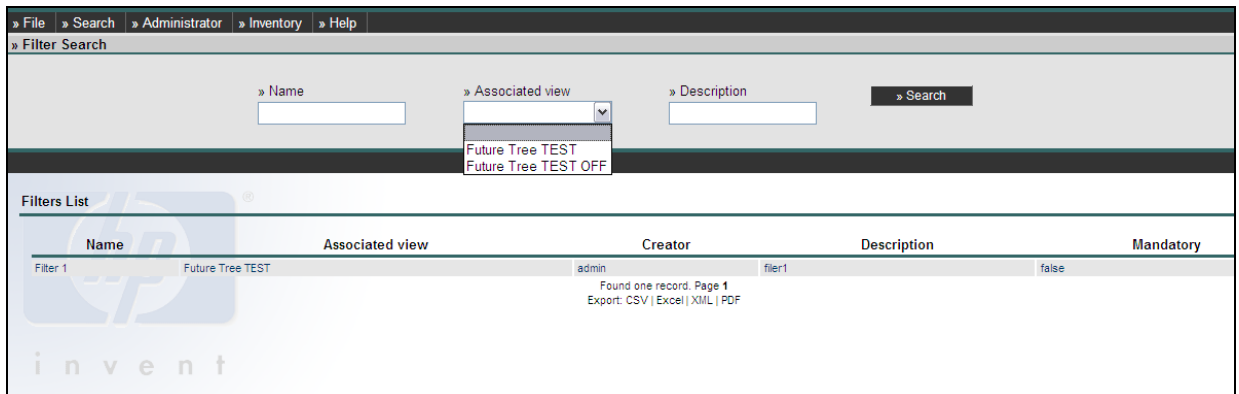 » File » Search » Administrator » Inventory » Help
» Filter Search
» Name » Associated view » Description » Search
Future Tree TEST
Future Tree TEST OFF
Filters List
®
hp
Name Associated view Creator Description Mandatory
Filter 1 Future Tree TEST admin filer1 false
Found one record. Page 1
Export: CSV | Excel | XML | PDF
invent